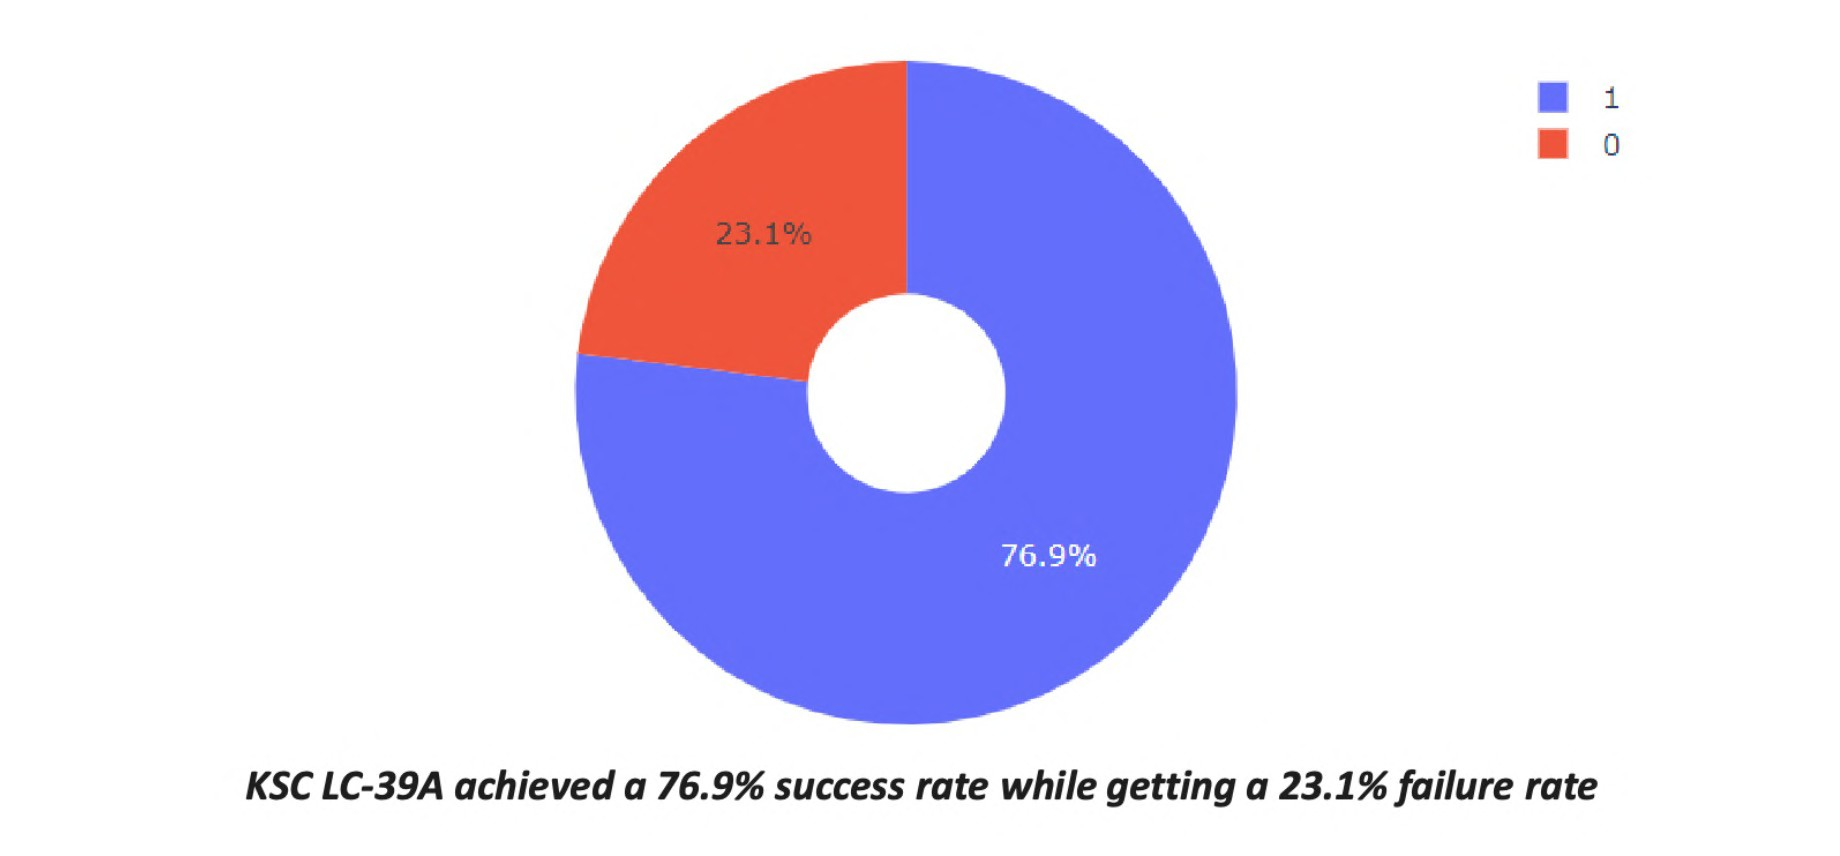 1
0
23.1%
76.9%
KSC LC-39A achieved a 76.9% success rate while getting a 23.1% failure rate